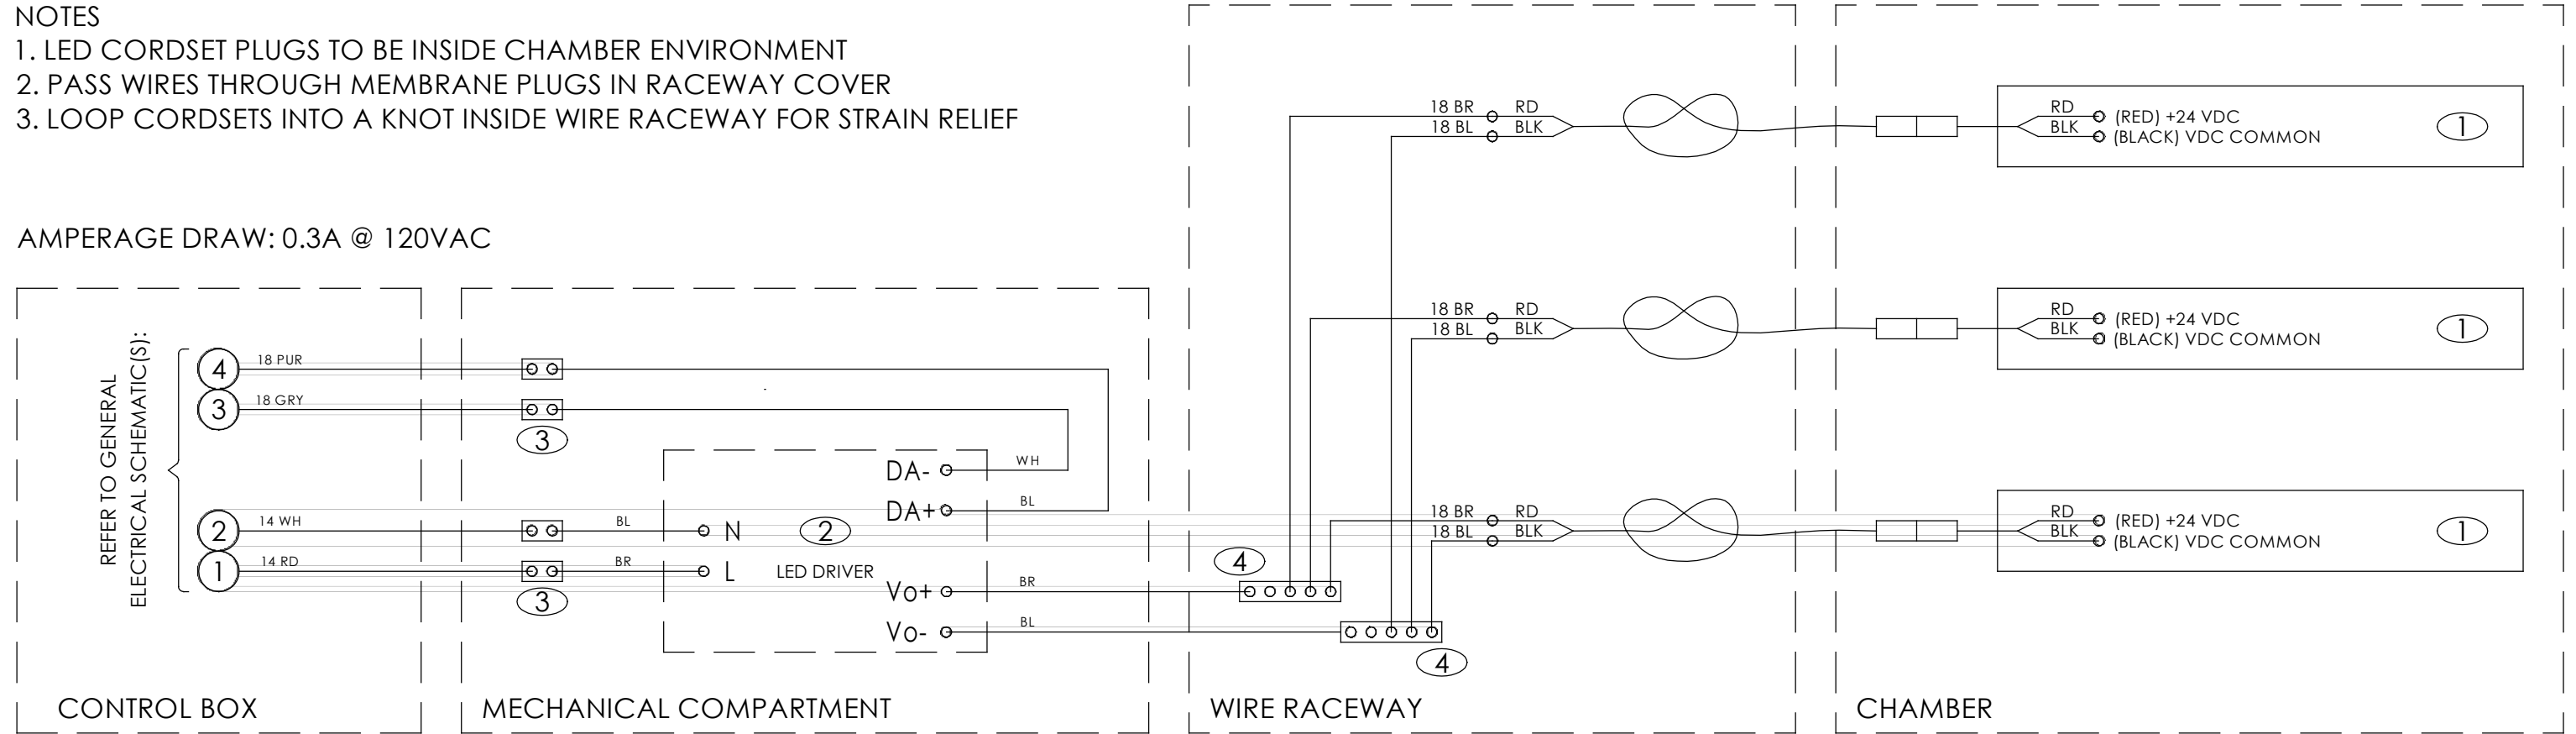 NOTES
1. LED CORDSET PLUGS TO BE INSIDE CHAMBER ENVIRONMENT
2. PASS WIRES THROUGH MEMBRANE PLUGS IN RACEWAY COVER
3. LOOP CORDSETS INTO A KNOT INSIDE WIRE RACEWAY FOR STRAIN RELIEF
AMPERAGE DRAW: 0.3A @ 120VAC
REFER TO GENERAL
ELECTRICAL SCHEMATIC(S):
4
18 PUR
3
18 GRY
3
2
14 WH
BL
N
2
1
14 RD
BR
L
LED DRIVER
3
DA-
WH
DA+
BL
Vo+
BR
Vo-
BL
4
4
18 BR
RD
18 BL
BLK
RD
(RED) +24 VDC
BLK
(BLACK) VDC COMMON
1
18 BR
RD
18 BL
BLK
RD
(RED) +24 VDC
BLK
(BLACK) VDC COMMON
1
18 BR
RD
18 BL
BLK
RD
(RED) +24 VDC
BLK
(BLACK) VDC COMMON
1
CONTROL BOX
MECHANICAL COMPARTMENT
WIRE RACEWAY
CHAMBER